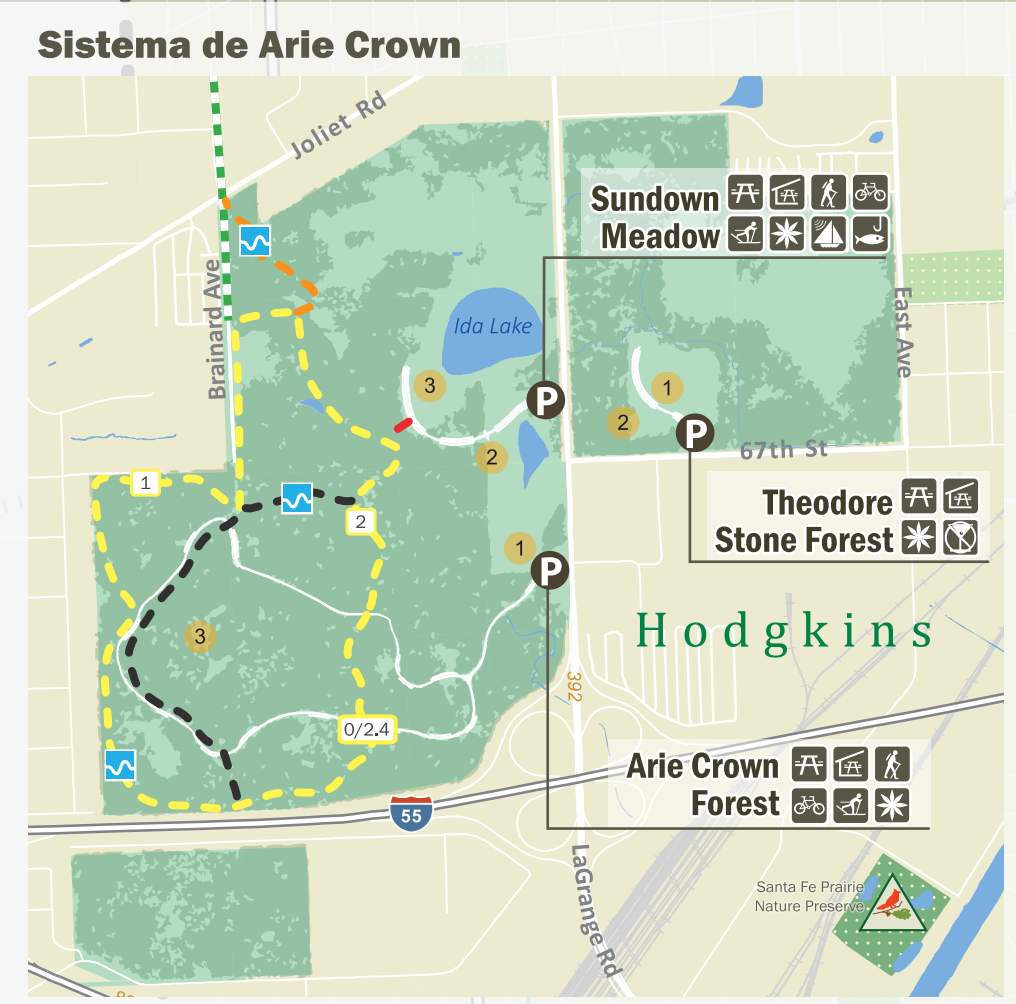 Sistema de Arie Crown
Joliet Rd
Sundown
Meadow
Brainard Ave
Ida Lake
East Ave
3
P
1
2
P
2
67th St
1
2
Theodore
Stone Forest
1
P
3
Hodgkins
392
0/2.4
Arie Crown
Forest
55
LaGrange Rd
Santa Fe Prairie
Nature Preserve